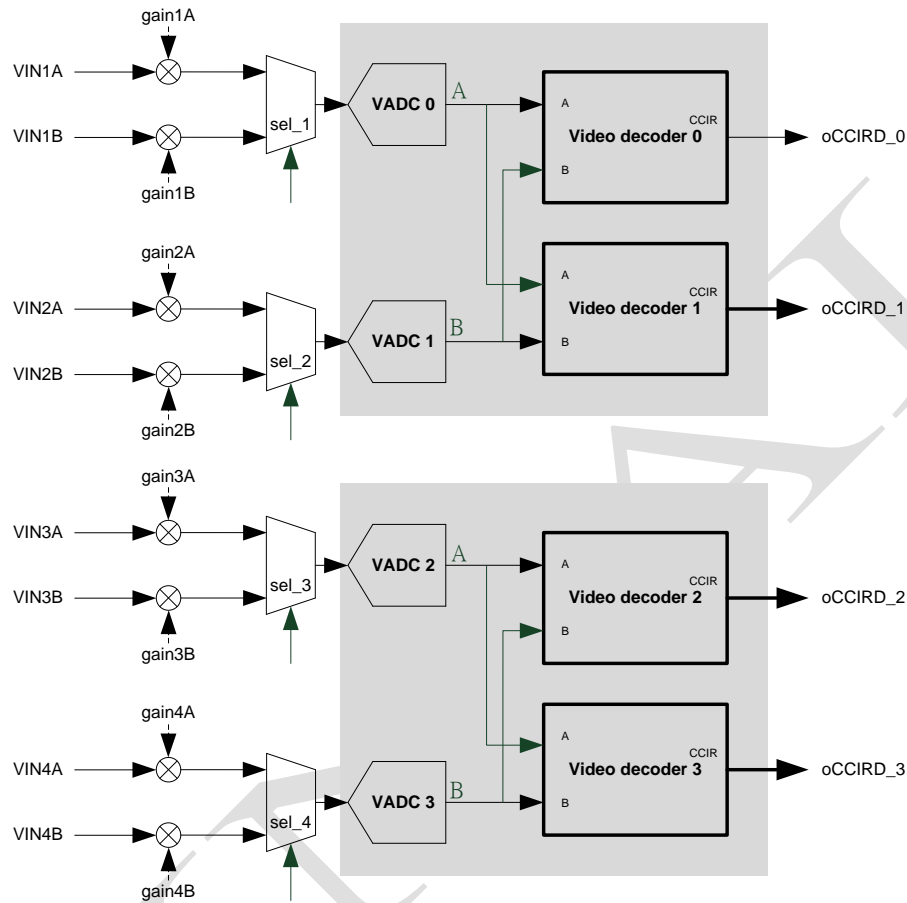 gain1A
VIN1A
VADC 0
A
A
CCIR
Video decoder 0
oCCIRD_0
VIN1B
sel_1
B
gain1B
gain2A
A
CCIR
VIN2A
Video decoder 1
oCCIRD_1
B
VADC 1
B
sel_2
VIN2B
gain2B
gain3A
VIN3A
VADC 2
A
A
CCIR
Video decoder 2
oCCIRD_2
sel_3
VIN3B
B
gain3B
gain4A
A
CCIR
VIN4A
Video decoder 3
oCCIRD_3
VADC 3
B
B
sel_4
VIN4B
gain4B